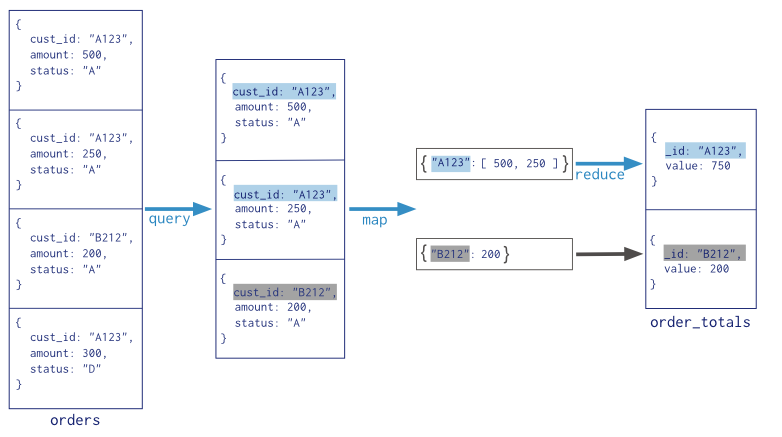 {
cust_id: "A123",
amount: 500,
status: "A"
}
{
cust_id: "A123",
amount: 250,
status: "A"
}
{
cust_id: "B212",
amount: 200,
status: "A"
}
{
cust_id: "A123",
amount: 300,
status: "D"
}
orders
query
{
cust_id: "A123",
amount: 500,
status: "A"
}
{
cust_id: "A123",
amount: 250,
status: "A"
}
{
cust_id: "B212",
amount: 200,
status: "A"
}
map
{ "A123": [ 500, 250 ] }
{ "B212": 200 }
reduce
{
_id: "A123",
value: 750
}
{
_id: "B212",
value: 200
}
order_totals